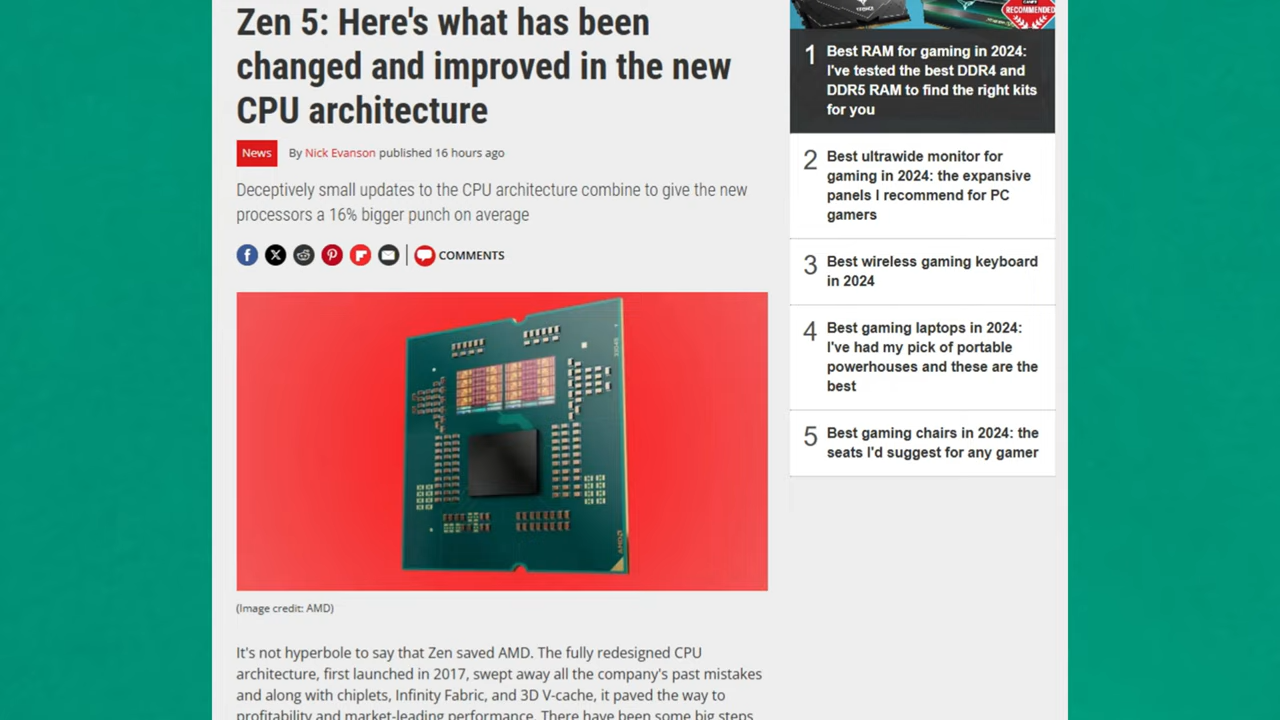 Zen 5: Here's what has been
changed and improved in the new
CPU architecture
News
By Nick Evanson published 16 hours ago
Deceptively small updates to the CPU architecture combine to give the new
processors a 16% bigger punch on average
COMMENTS
AMD
(Image credit: AMD)
It's not hyperbole to say that Zen saved AMD. The fully redesigned CPU
architecture, first launched in 2017, swept away all the company's past mistakes
and along with chiplets, Infinity Fabric, and 3D V-cache, it paved the way to
profitability and market-leading performance. There have been some big steps
RECOMMENDED
1
Best RAM for gaming in 2024:
I've tested the best DDR4 and
DDR5 RAM to find the right kits
for you
2
Best ultrawide monitor for
gaming in 2024: the expansive
panels I recommend for PC
gamers
3
Best wireless gaming keyboard
in 2024
4
Best gaming laptops in 2024:
I've had my pick of portable
powerhouses and these are the
best
5
Best gaming chairs in 2024: the
seats I'd suggest for any gamer